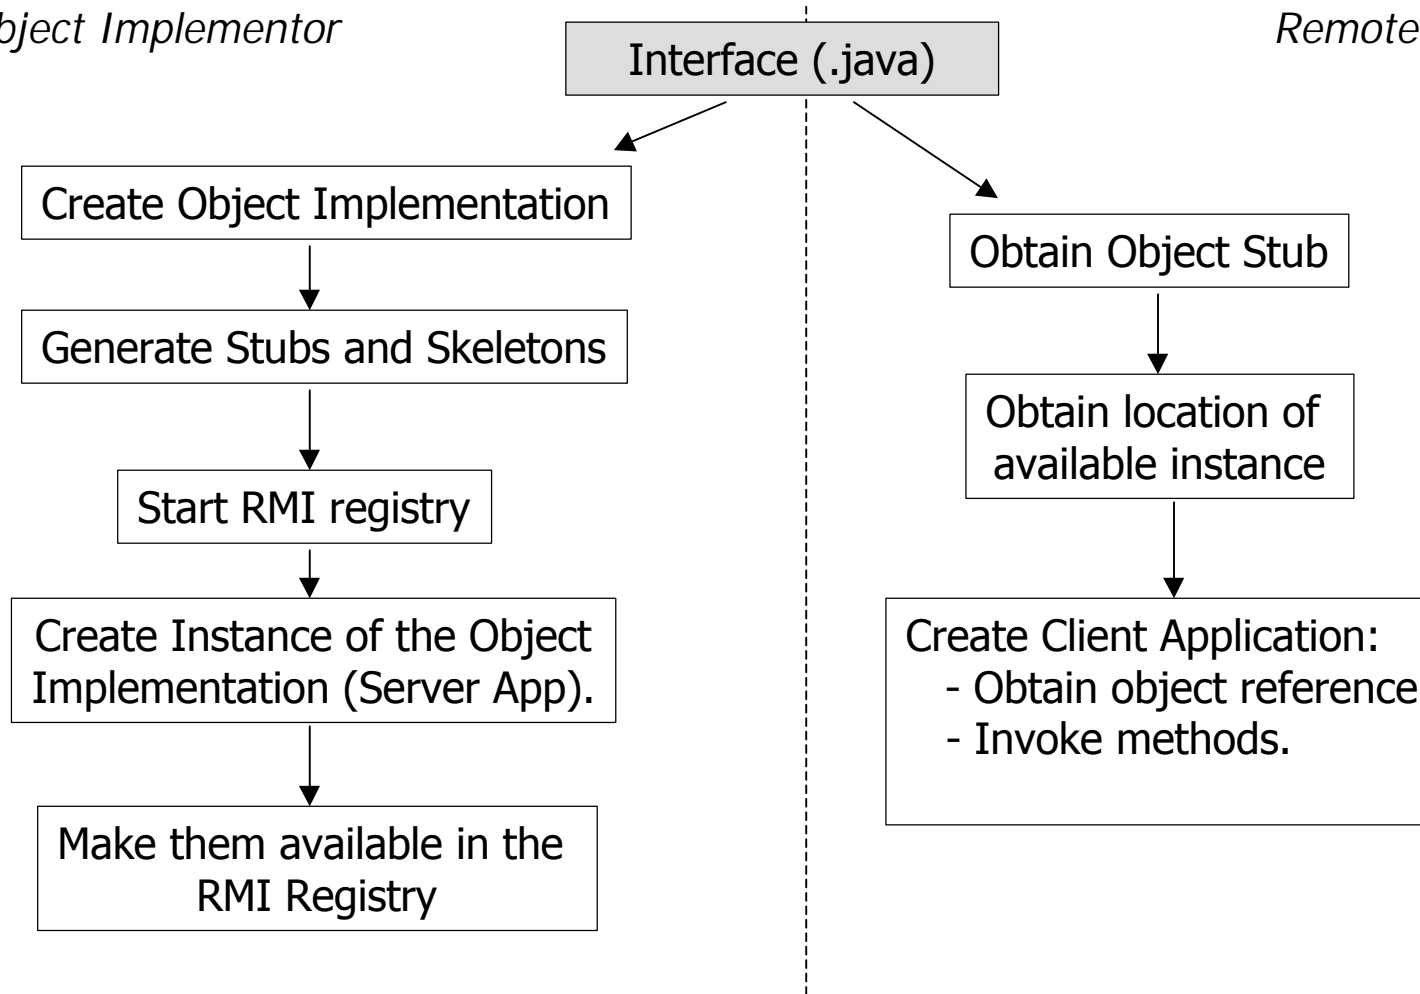 bject Implementor
Remote
Interface (.java)
Create Object Implementation
Generate Stubs and Skeletons
Start RMI registry
Create Instance of the Object
Implementation (Server App).
Make them available in the
RMI Registry
Obtain Object Stub
Obtain location of
available instance
Create Client Application:
- Obtain object reference
- Invoke methods.